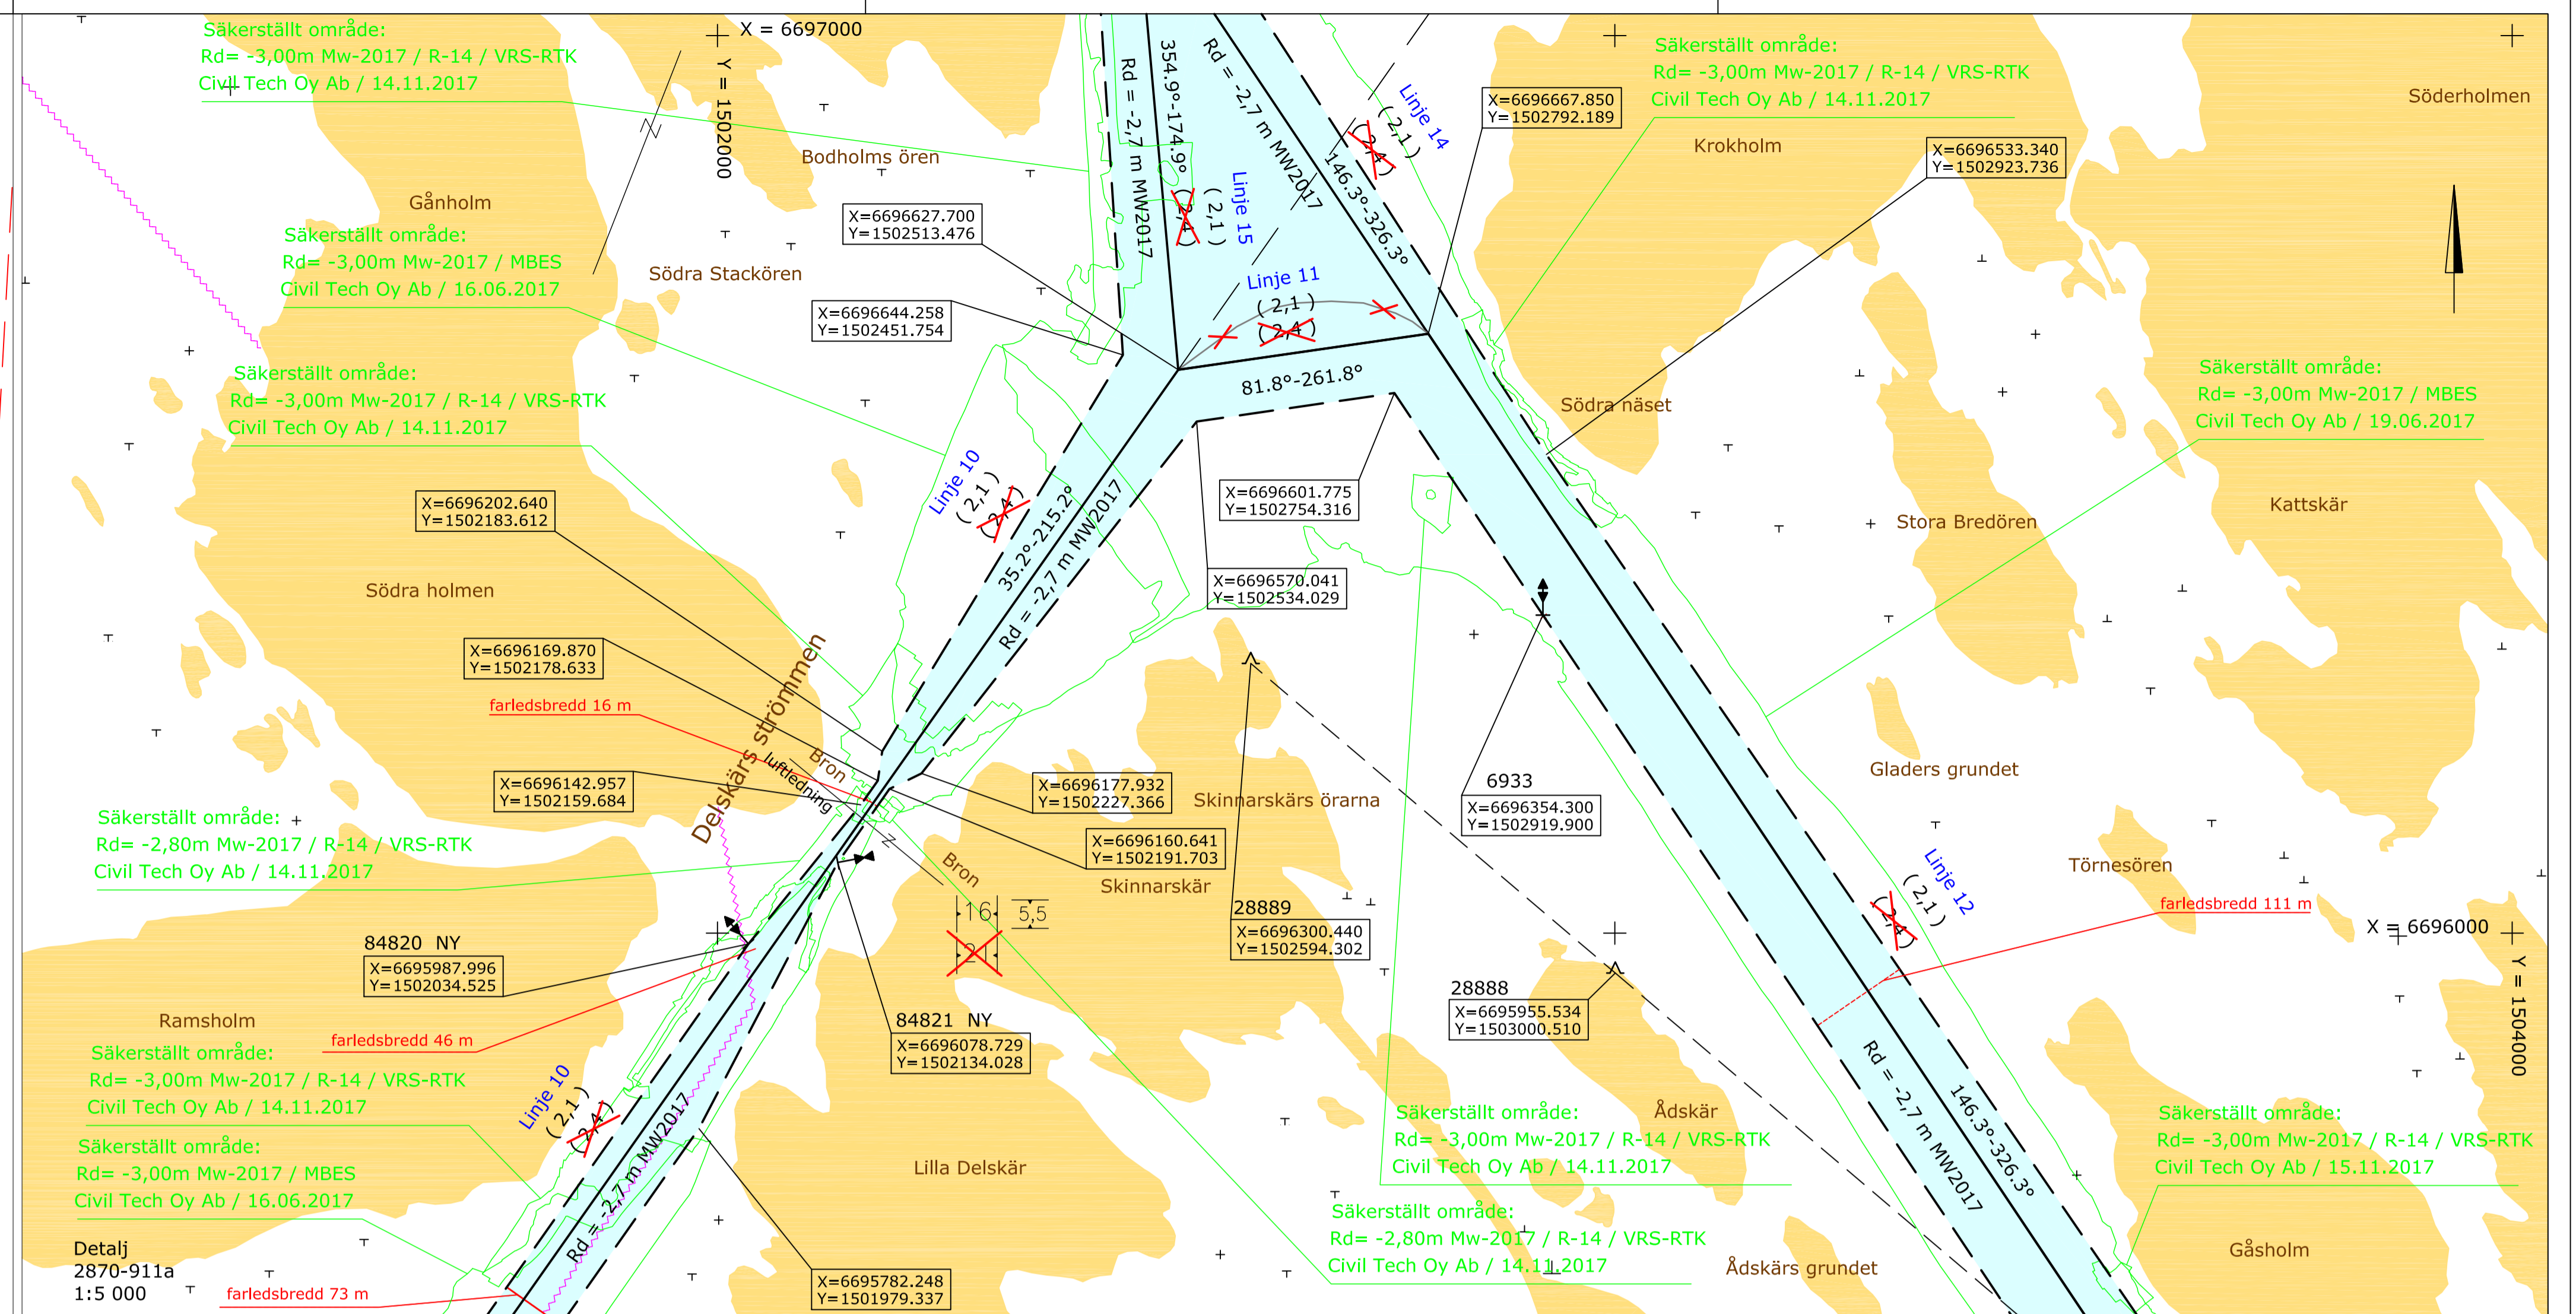 Säkerställt område:
Rd= -3,00m Mw-2017 / R-14 / VRS-RTK
Civil Tech Oy Ab / 14.11.2017
X = 6697000
Y = 1502000
Säkerställt område:
Rd= -3,00m Mw-2017 / R-14 / VRS-RTK
Civil Tech Oy Ab / 14.11.2017
Söderholmen
Krokholm
Bodholms ören
Gånholm
Södra Stackören
Rd = -2,7 m MW2017
354.9°-174.9°
( 2,4 )
( 2,1 )
Linje 15
Rd = -2,7 m MW2017
146.3°-326.3°
( 2,4 )
( 2,1 )
Linje 14
X=6696667.850
Y=1502792.189
X=6696533.340
Y=1502923.736
X=6696627.700
Y=1502513.476
Säkerställt område:
Rd= -3,00m Mw-2017 / MBES
Civil Tech Oy Ab / 16.06.2017
X=6696644.258
Y=1502451.754
Linje 11
( 2,1 )
( 2,4 )
81.8°-261.8°
Säkerställt område:
Rd= -3,00m Mw-2017 / R-14 / VRS-RTK
Civil Tech Oy Ab / 14.11.2017
Södra näset
Säkerställt område:
Rd= -3,00m Mw-2017 / MBES
Civil Tech Oy Ab / 19.06.2017
Linje 10
( 2,1 )
( 2,4 )
35.2°-215.2°
Rd = -2,7 m MW2017
X=6696202.640
Y=1502183.612
X=6696601.775
Y=1502754.316
Stora Bredören
Kattskär
X=6696570.041
Y=1502534.029
Södra holmen
X=6696169.870
Y=1502178.633
farledsbredd 16 m
Delskärs strömmen
Bron
luftledning
X=6696142.957
Y=1502159.684
X=6696177.932
Y=1502227.366
Skinnarskärs örarna
6933
X=6696354.300
Y=1502919.900
Gladers grundet
Säkerställt område:
Rd= -2,80m Mw-2017 / R-14 / VRS-RTK
Civil Tech Oy Ab / 14.11.2017
X=6696160.641
Y=1502191.703
Bron
Skinnarskär
Törnesören
Linje 12
( 2,1 )
( 2,4 )
farledsbredd 111 m
16
5,5
28889
X=6696300.440
Y=1502594.302
X = 6696000
Y = 1504000
84820 NY
X=6695987.996
Y=1502034.525
28888
X=6695955.534
Y=1503000.510
Ramsholm
farledsbredd 46 m
84821 NY
X=6696078.729
Y=1502134.028
Säkerställt område:
Rd= -3,00m Mw-2017 / R-14 / VRS-RTK
Civil Tech Oy Ab / 14.11.2017
Linje 10
( 2,1 )
( 2,4 )
Rd = -2,7 m MW2017
Rd = -2,7 m MW2017
146.3°-326.3°
Säkerställt område:
Rd= -3,00m Mw-2017 / R-14 / VRS-RTK
Civil Tech Oy Ab / 14.11.2017
Ådskär
Säkerställt område:
Rd= -3,00m Mw-2017 / R-14 / VRS-RTK
Civil Tech Oy Ab / 15.11.2017
Säkerställt område:
Rd= -3,00m Mw-2017 / MBES
Civil Tech Oy Ab / 16.06.2017
Lilla Delskär
Säkerställt område:
Rd= -2,80m Mw-2017 / R-14 / VRS-RTK
Civil Tech Oy Ab / 14.11.2017
Ådskärs grundet
Gåsholm
Detalj
2870-911a
1:5 000
farledsbredd 73 m
X=6695782.248
Y=1501979.337